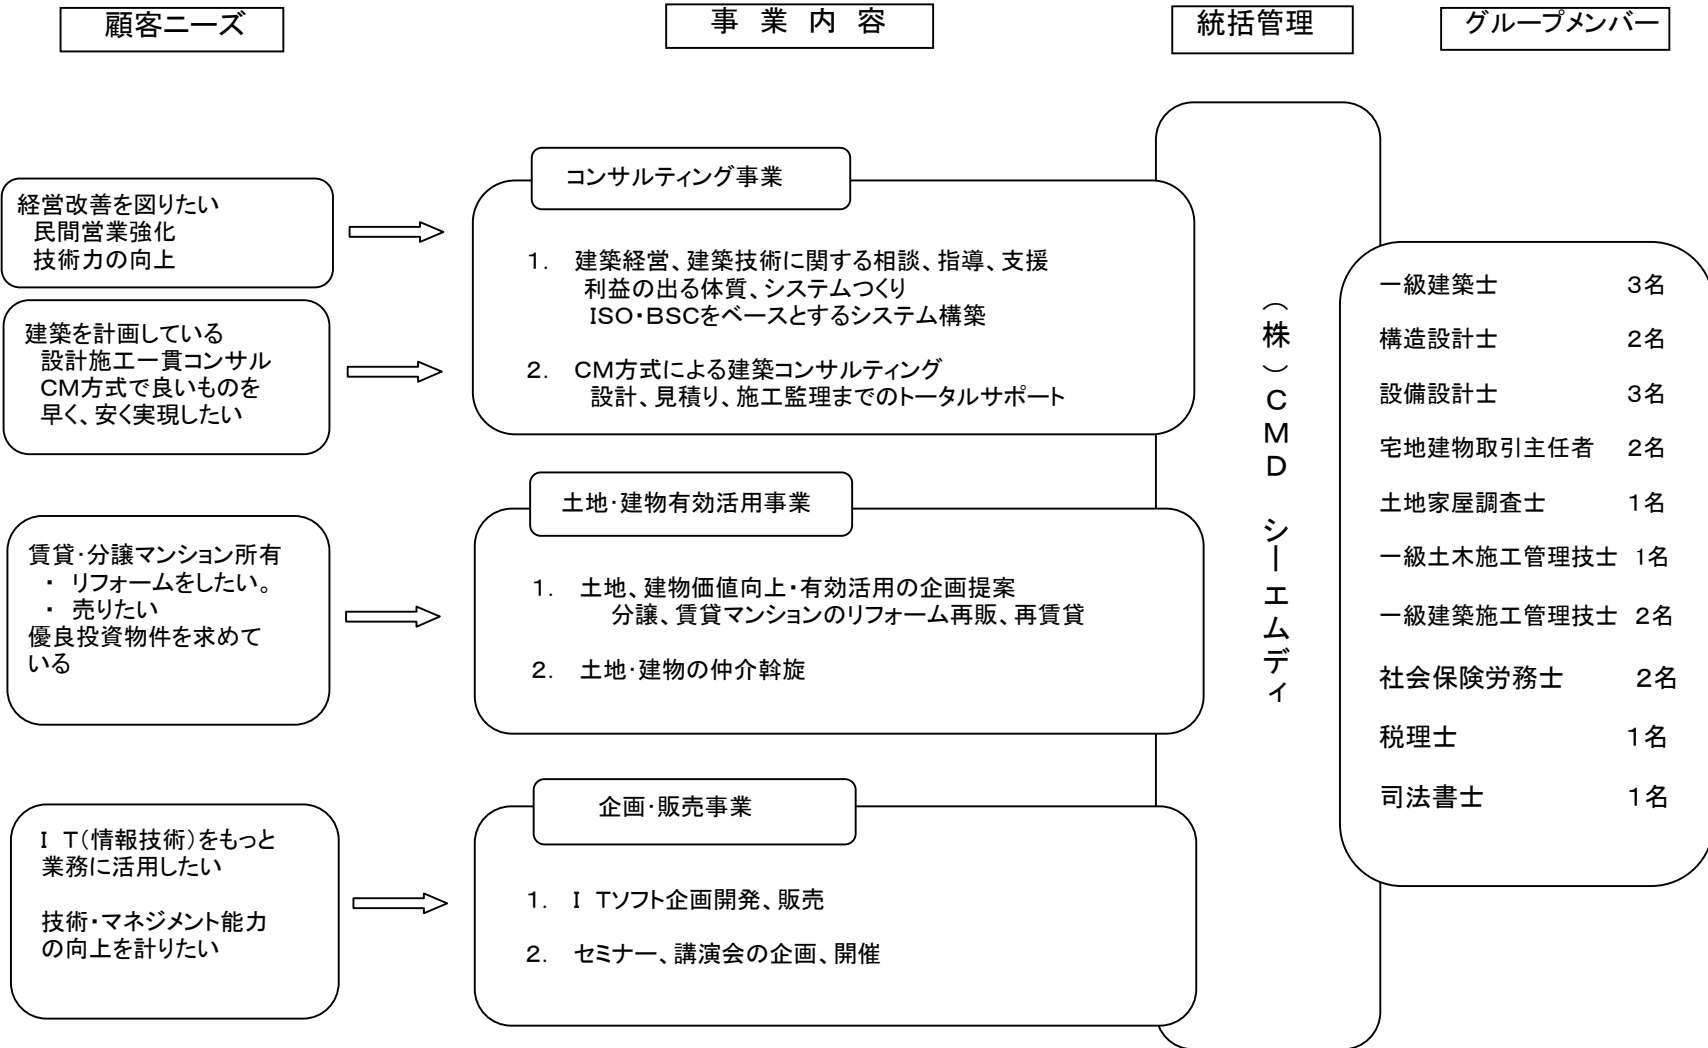 顧客ニーズ
事 業 内 容
統括管理
グループメンバー
経営改善を図りたい
民間営業強化
技術力の向上
建築を計画している
設計施工一貫コンサル
CM方式で良いものを
早く、安く実現したい
賃貸・分譲マンション所有
・ リフォームをしたい。
・ 売りたい
優良投資物件を求めて
いる
I T(情報技術)をもっと
業務に活用したい
技術・マネジメント能力
の向上を計りたい
コンサルティング事業
1. 建築経営、建築技術に関する相談、指導、支援
利益の出る体質、システムつくり
ISO・BSCをベースとするシステム構築
2. CM方式による建築コンサルティング
設計、見積り、施工監理までのトータルサポート
土地・建物有効活用事業
1. 土地、建物価値向上・有効活用の企画提案
分譲、賃貸マンションのリフォーム再販、再賃貸
2. 土地・建物の仲介斡旋
企画・販売事業
1. I Tソフト企画開発、販売
2. セミナー、講演会の企画、開催
(株)CMD シーエムディ
一級建築士 3名
構造設計士 2名
設備設計士 3名
宅地建物取引主任者 2名
土地家屋調査士 1名
一級土木施工管理技士 1名
一級建築施工管理技士 2名
社会保険労務士 2名
税理士 1名
司法書士 1名